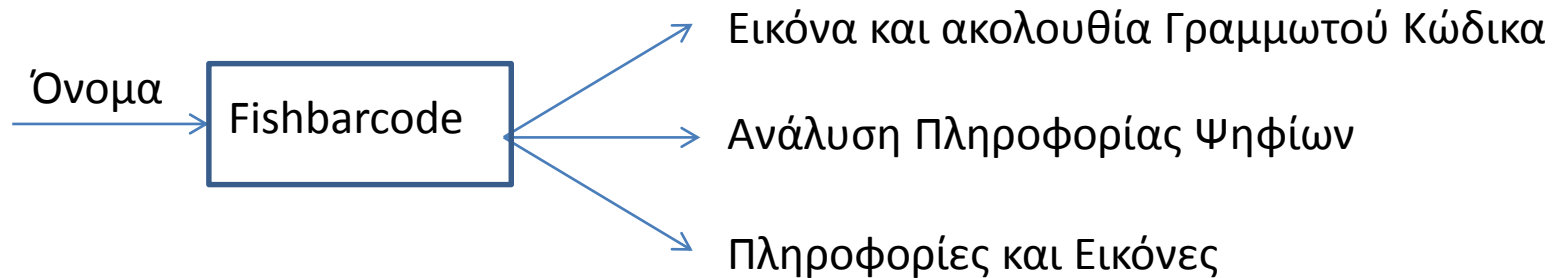 Εικόνα και ακολουθία Γραμμωτού Κώδικα
Όνομα
Fishbarcode
Ανάλυση Πληροφορίας Ψηφίων
Πληροφορίες και Εικόνες